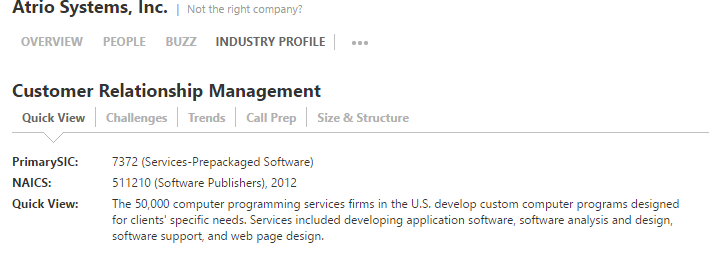 Atrio Systems, Inc. | Not the right company?
OVERVIEW PEOPLE BUZZ INDUSTRY PROFILE | •••
Customer Relationship Management
Quick View | Challenges | Trends | Call Prep | Size & Structure
PrimarySIC: 7372 (Services-Prepackaged Software)
NAICS: 511210 (Software Publishers), 2012
Quick View: The 50,000 computer programming services firms in the U.S. develop custom computer programs designed
for clients' specific needs. Services included developing application software, software analysis and design,
software support, and web page design.